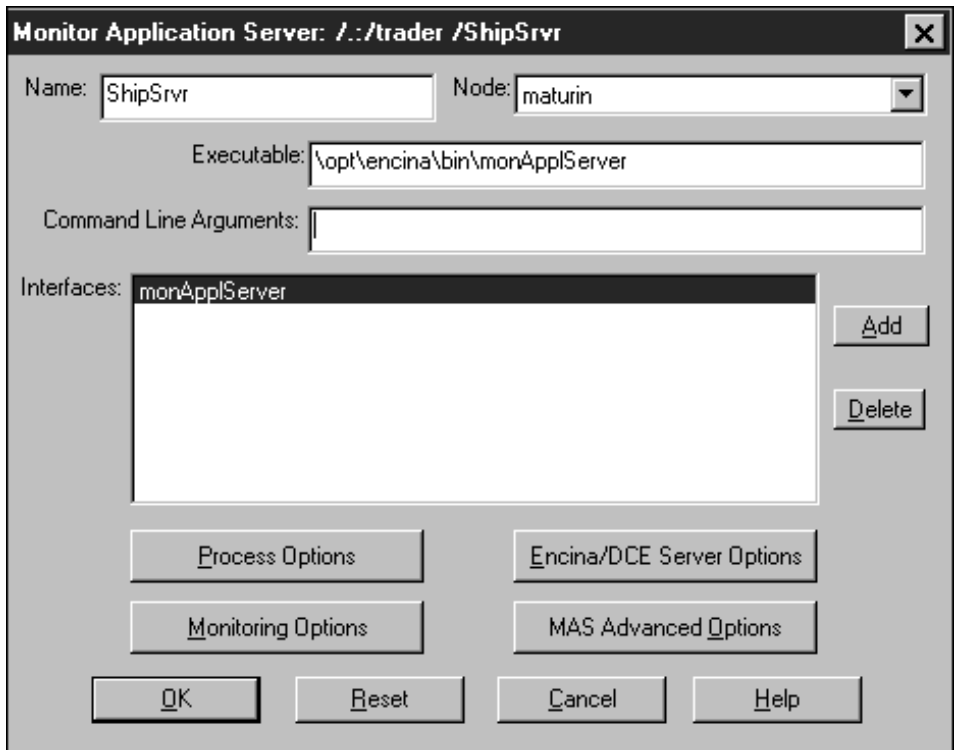 Monitor Application Server: /.:/trader /ShipSrvr
Name: ShipSrvr Node: maturin
Executable: \opt\encina\bin\monApplServer
Command Line Arguments:
Interfaces: monApplServer
Add
Delete
Process Options Encina/DCE Server Options
Monitoring Options MAS Advanced Options
OK Reset Cancel Help